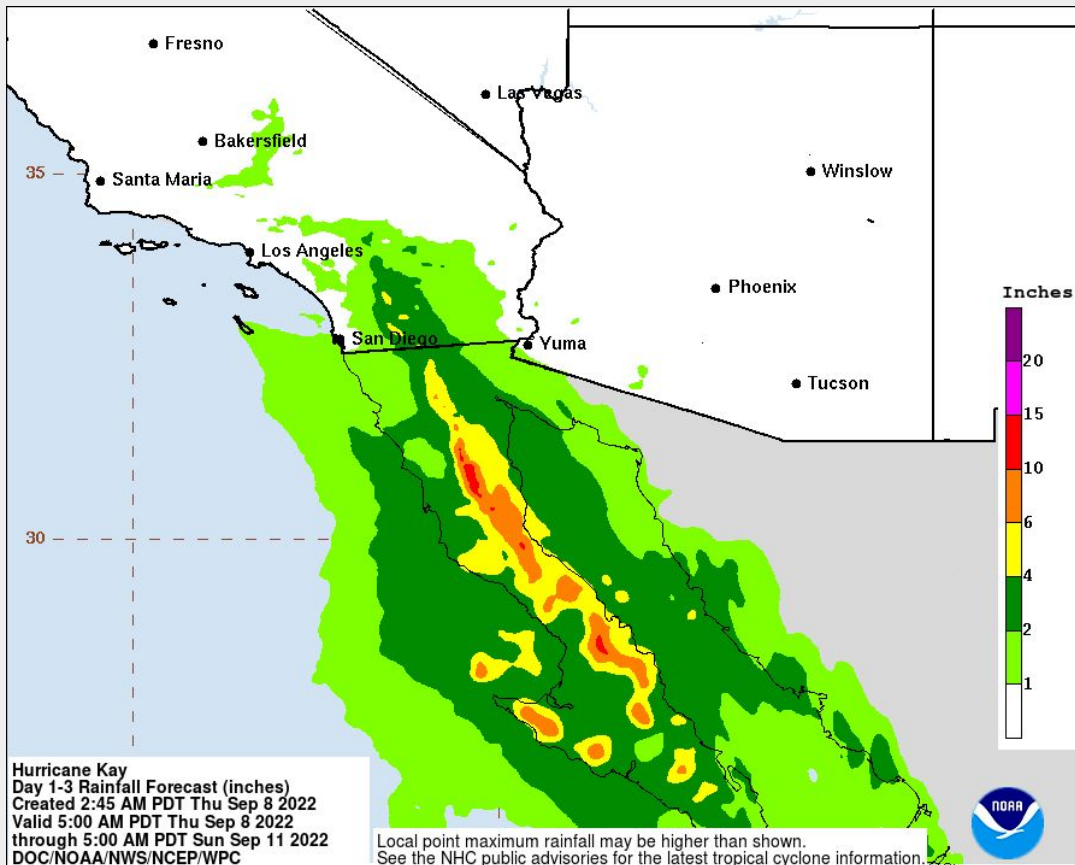 Fresno
Las Vegas
Bakersfield
35
Santa Maria
Winslow
Los Angeles
Phoenix
Inches
San Diego
Yuma
20
Tucson
15
10
30
6
4
2
1
Hurricane Kay
Day 1-3 Rainfall Forecast (inches)
Created 2:45 AM PDT Thu Sep 8 2022
Valid 5:00 AM PDT Thu Sep 8 2022
through 5:00 AM PDT Sun Sep 11 2022
DOC/NOAA/NWS/NCEP/WPC
Local point maximum rainfall may be higher than shown.
See the NHC public advisories for the latest tropical cyclone information.
NOAA